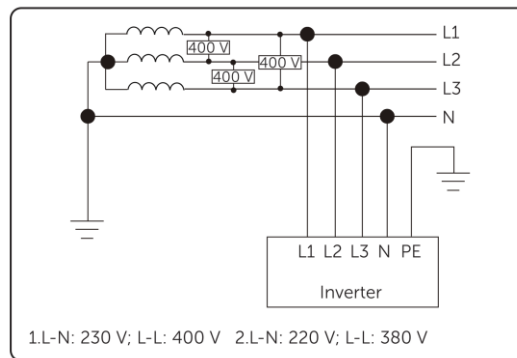 L1
400 V
L2
400 V
400 V
L3
N
L1 L2 L3 N PE
Inverter
1.L-N: 230 V; L-L: 400 V 2.L-N: 220 V; L-L: 380 V